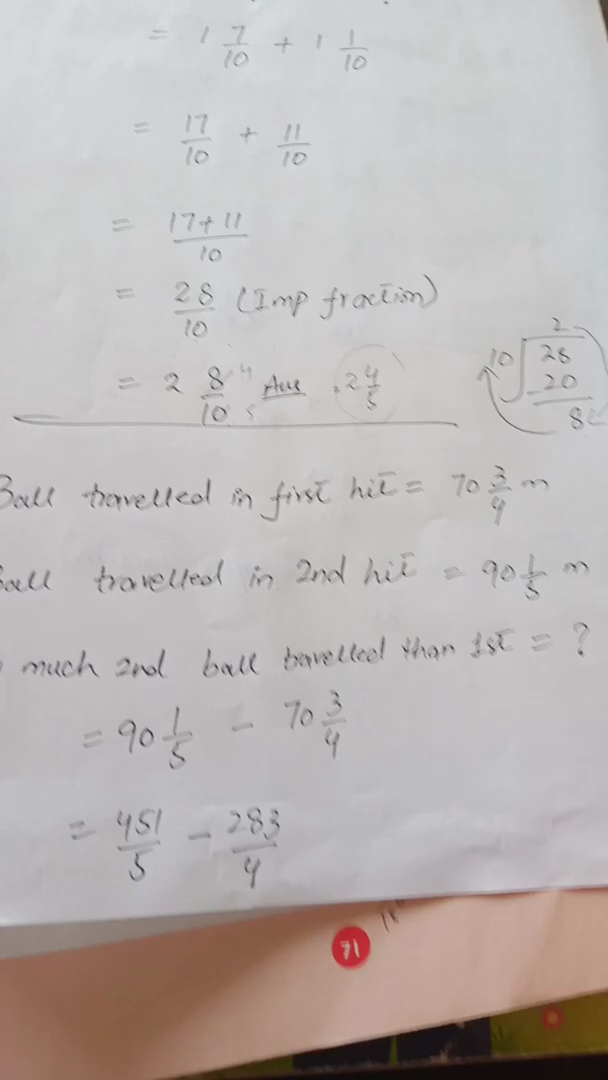 = 1 7/10 + 1 1/10
= 17/10 + 11/10
= 17+11/10
= 28/10 (Imp fraction)
= 2 8/10 4 5 Ans 2 4/5
2
10 28
- 20
8
Ball travelled in first hit = 70 3/4 m
Ball travelled in 2nd hit = 90 1/5 m
much 2nd ball travelled than 1st = ?
= 90 1/5 - 70 3/4
= 451/5 - 283/4
71